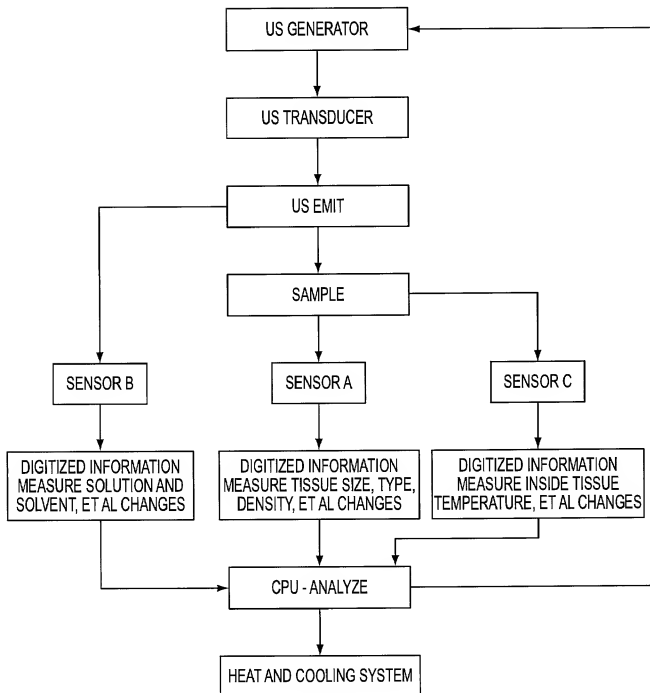 US GENERATOR
US TRANSDUCER
US EMIT
SAMPLE
SENSOR B
SENSOR A
SENSOR C
DIGITIZED INFORMATION
MEASURE SOLUTION AND
SOLVENT, ET AL CHANGES
DIGITIZED INFORMATION
MEASURE TISSUE SIZE, TYPE,
DENSITY, ET AL CHANGES
DIGITIZED INFORMATION
MEASURE INSIDE TISSUE
TEMPERATURE, ET AL CHANGES
CPU - ANALYZE
HEAT AND COOLING SYSTEM